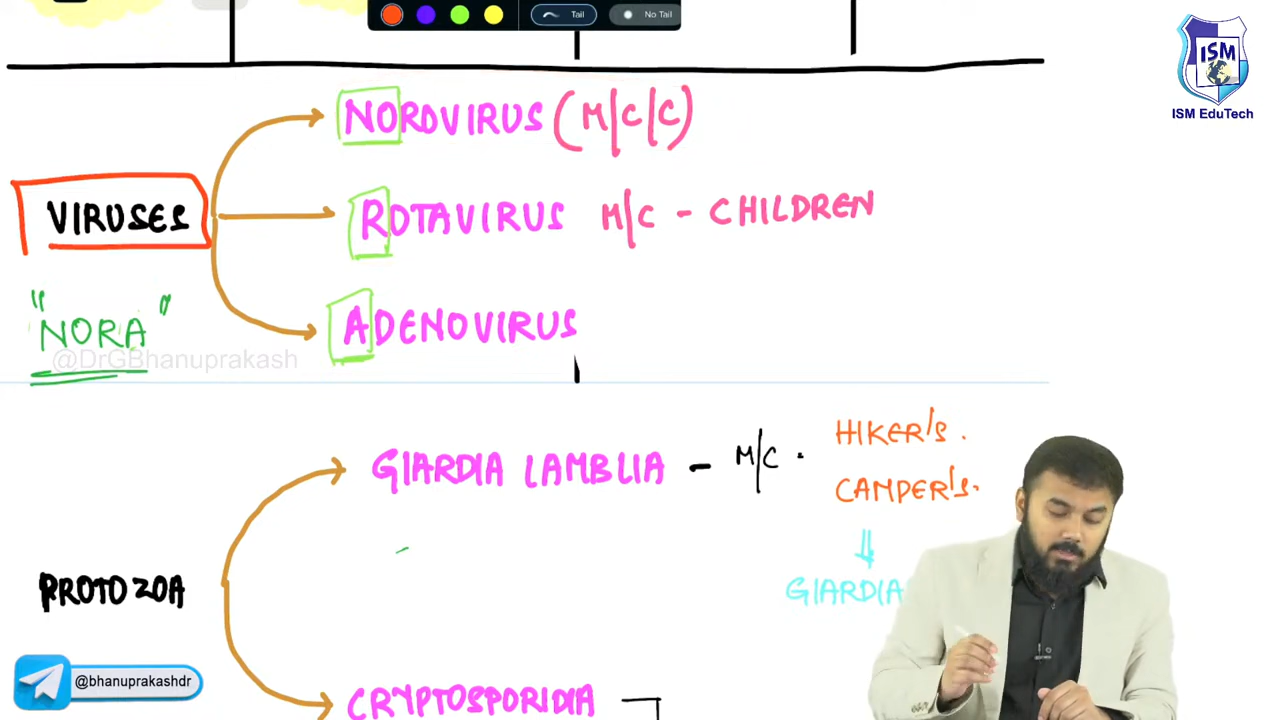 Tail
No Tail
ISM
ISM EduTech
NOROVIRUS (M/C/C)
VIRUSES
ROTAVIRUS M/C - CHILDREN
"NORA"
ADENOVIRUS
@DrGBhanuprakash
GIARDIA LAMBLIA - M/C .
HIKER's.
CAMPER's.
GIARDIA
PROTOZOA
@bhanuprakashdr
CRYPTOSPORIDIA